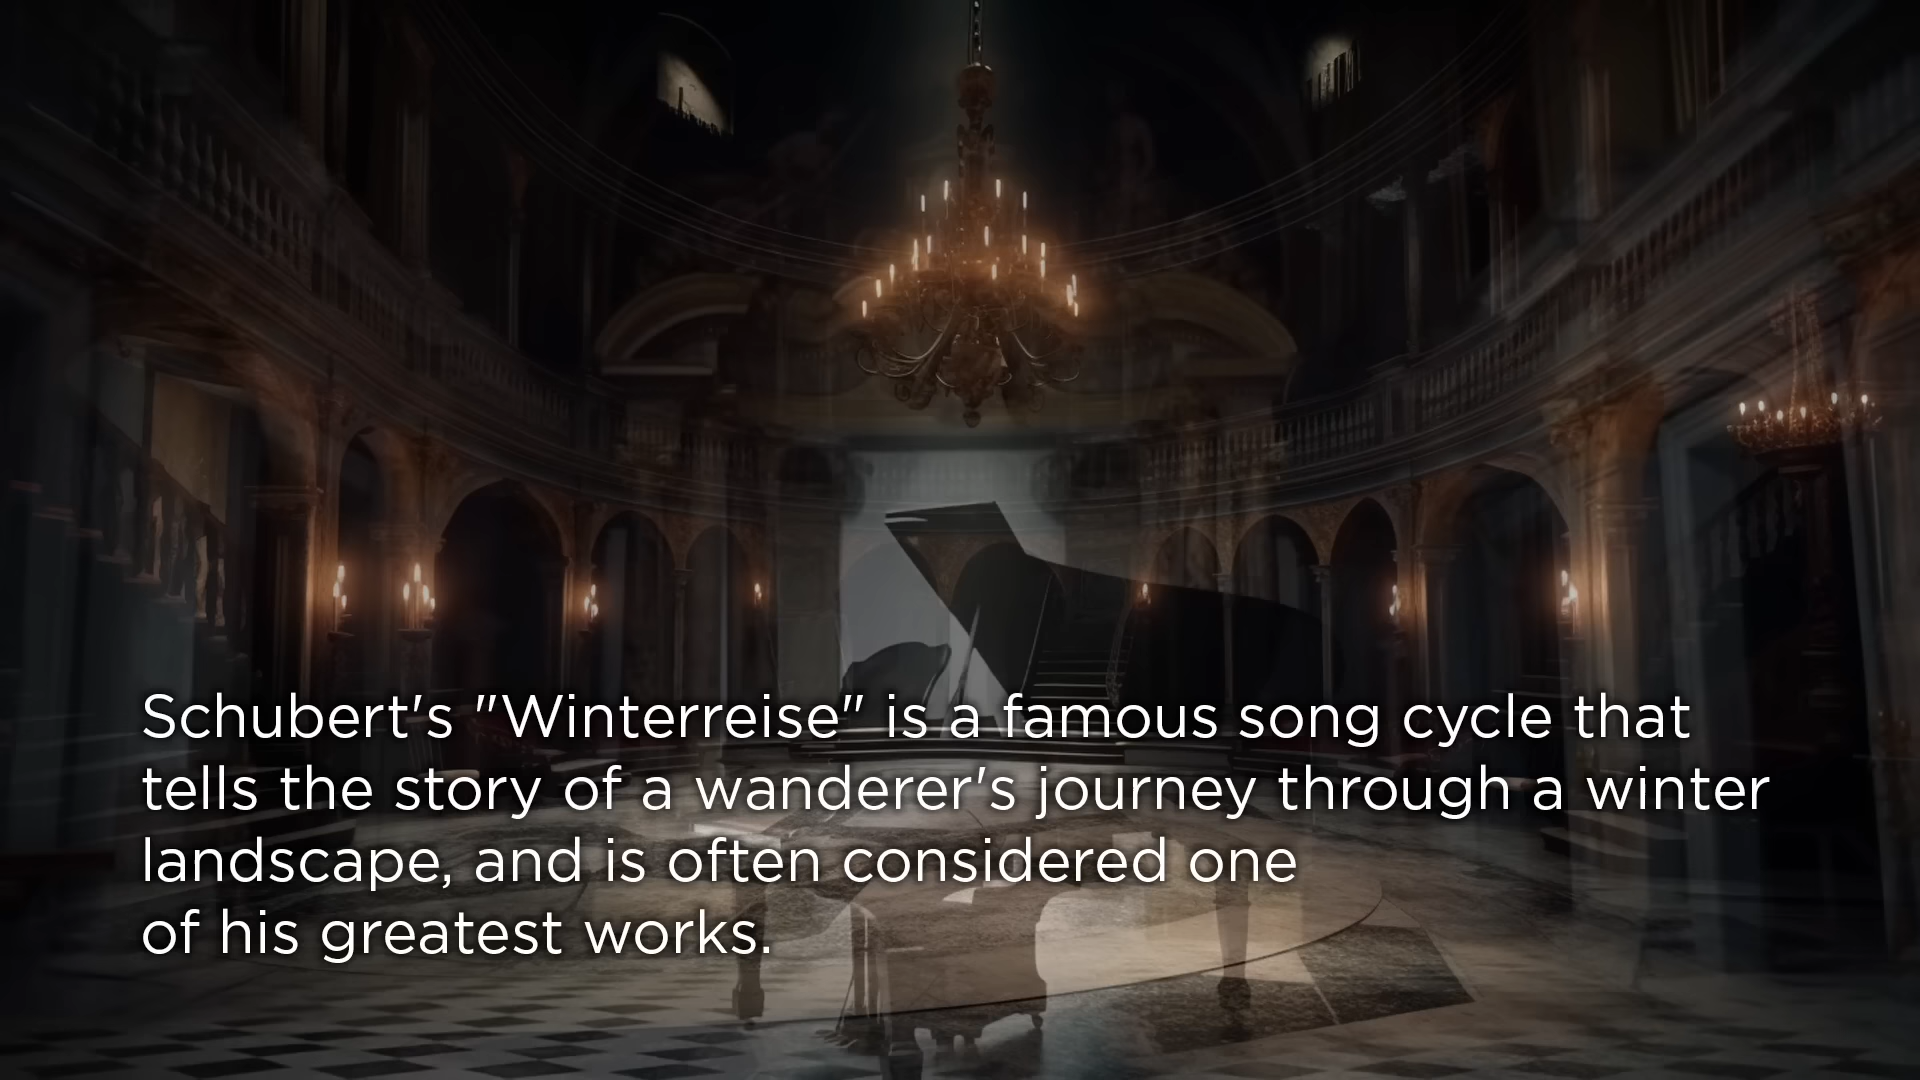 Schubert's "Winterreise" is a famous song cycle that
tells the story of a wanderer's journey through a winter
landscape, and is often considered one
of his greatest works.